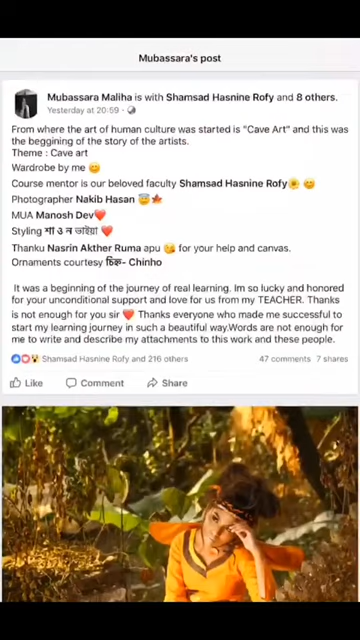 Mubassara's post
Mubassara Maliha is with Shamsad Hasnine Rofy and 8 others.
Yesterday at 20:59 ·
From where the art of human culture was started is "Cave Art" and this was
the beggining of the story of the artists.
Theme : Cave art
Wardrobe by me 😊
Course mentor is our beloved faculty Shamsad Hasnine Rofy🌻 😊
Photographer Nakib Hasan 😇🍁
MUA Manosh Dev❤️
Styling শা ও ন ভাইয়া ❤️
Thanku Nasrin Akther Ruma apu 😘 for your help and canvas.
Ornaments courtesy চিহ্ন- Chinho
It was a beginning of the journey of real learning. Im so lucky and honored
for your unconditional support and love for us from my TEACHER. Thanks
is not enough for you sir ❤️ Thanks everyone who made me successful to
start my learning journey in such a beautiful way.Words are not enough for
me to write and describe my attachments to this work and these people.
Shamsad Hasnine Rofy and 216 others 47 comments 7 shares
Like Comment Share